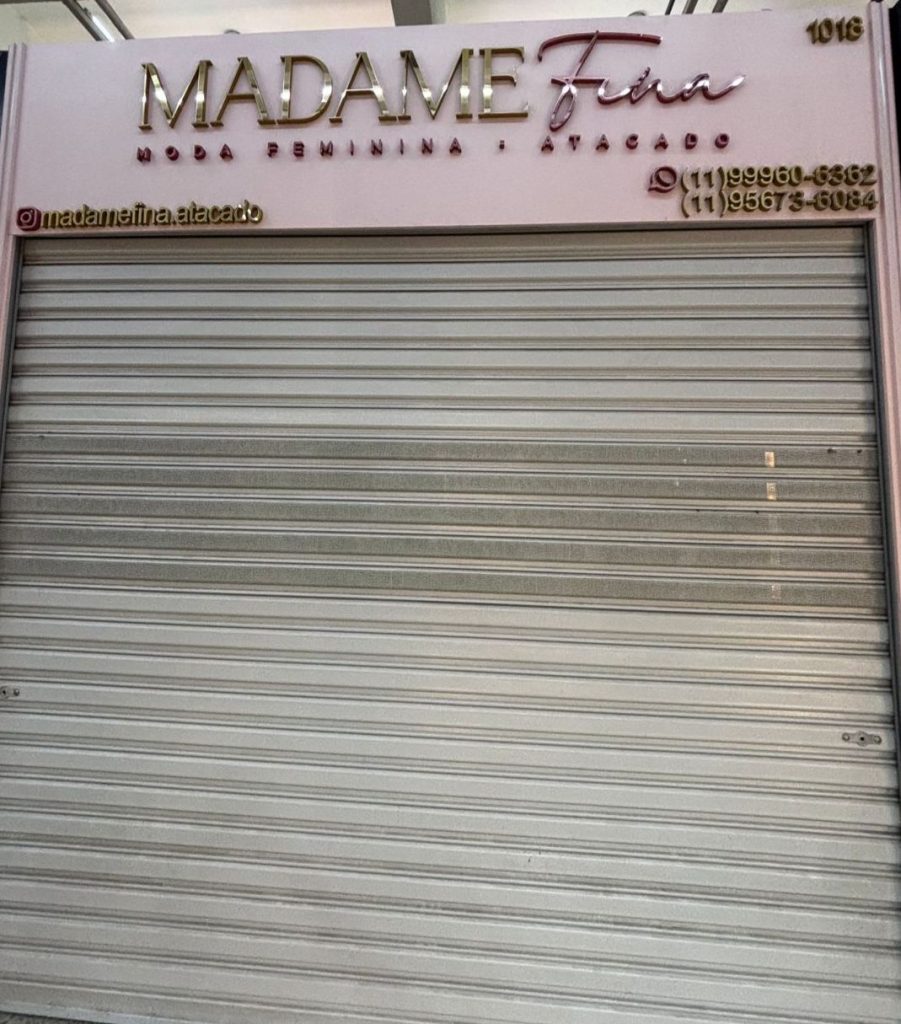 1018
MADAME Fina
MODA FEMININA • ATACADO
(11)99960-6362
(11)95673-6084
madamefina.atacado